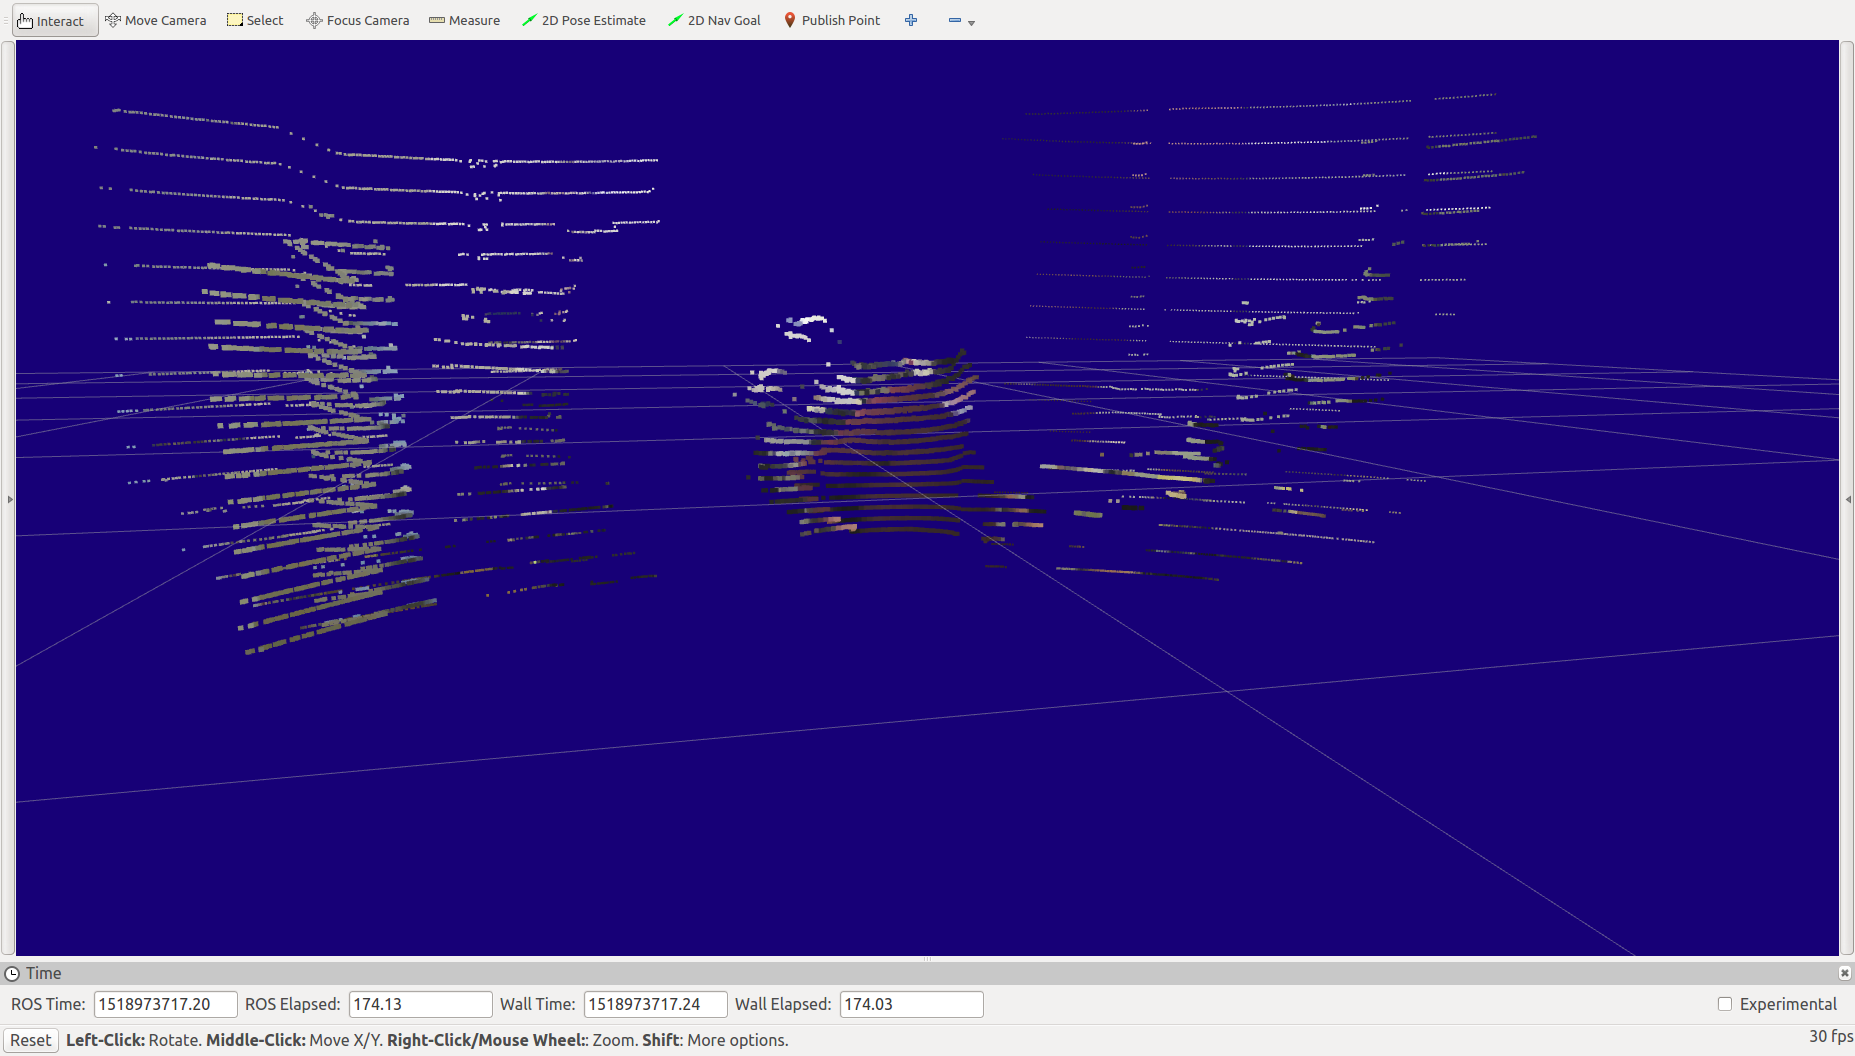 Interact Move Camera Select Focus Camera Measure 2D Pose Estimate 2D Nav Goal Publish Point
Time
ROS Time: 1518973717.20 ROS Elapsed: 174.13 Wall Time: 1518973717.24 Wall Elapsed: 174.03 Experimental
Reset Left-Click: Rotate. Middle-Click: Move X/Y. Right-Click/Mouse Wheel:: Zoom. Shift: More options. 30 fps